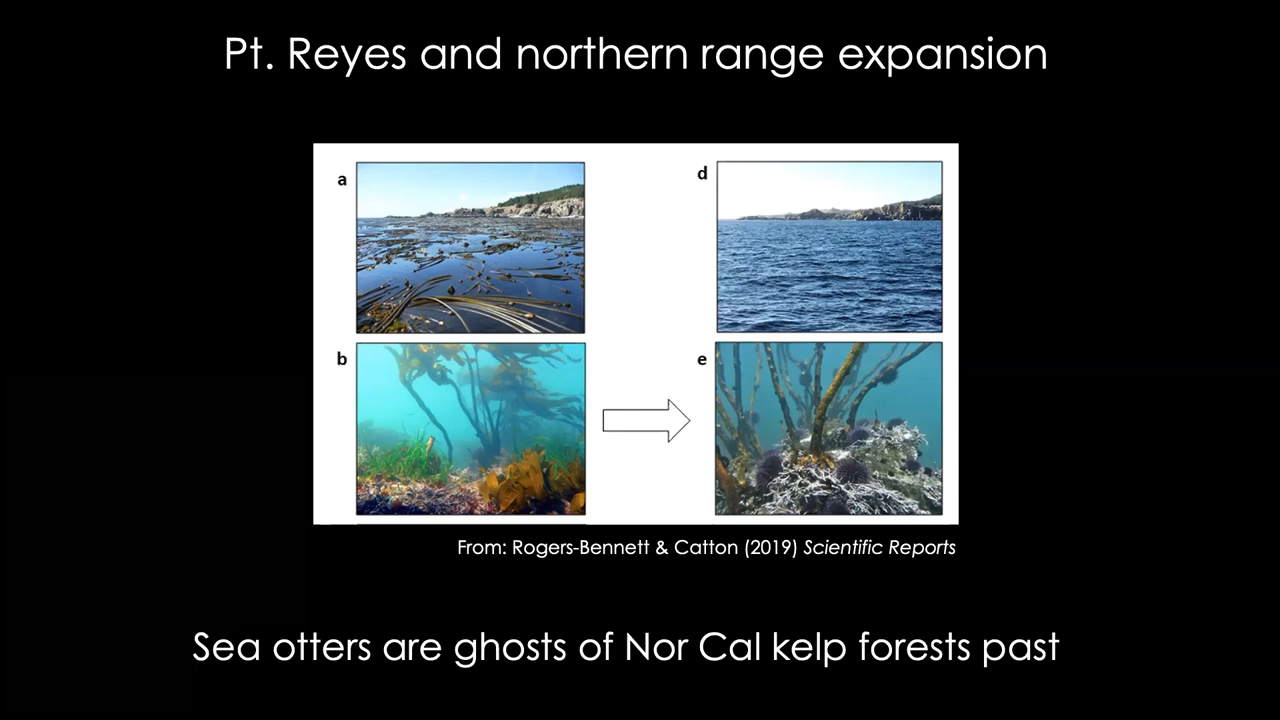 Pt. Reyes and northern range expansion
a
d
b
e
From: Rogers-Bennett & Catton (2019) Scientific Reports
Sea otters are ghosts of Nor Cal kelp forests past